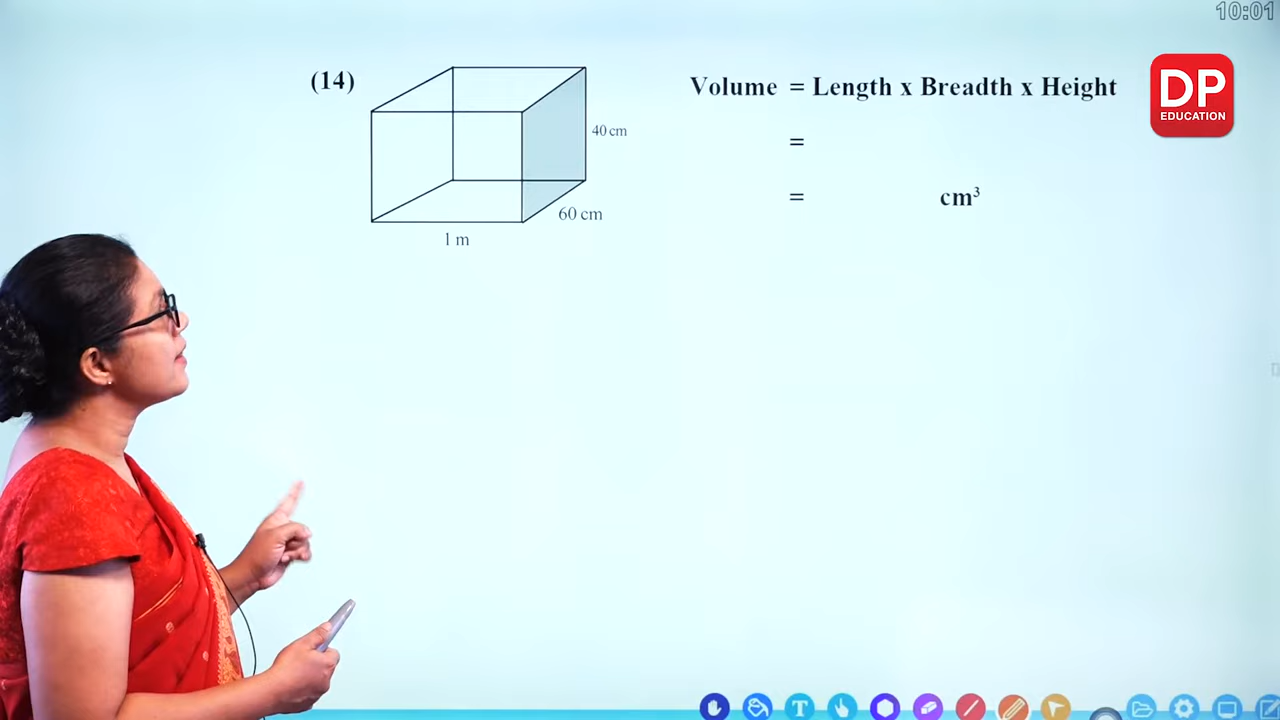 10:01
(14)
Volume = Length x Breadth x Height
DP
EDUCATION
40 cm
=
60 cm
= cm³
1 m
T